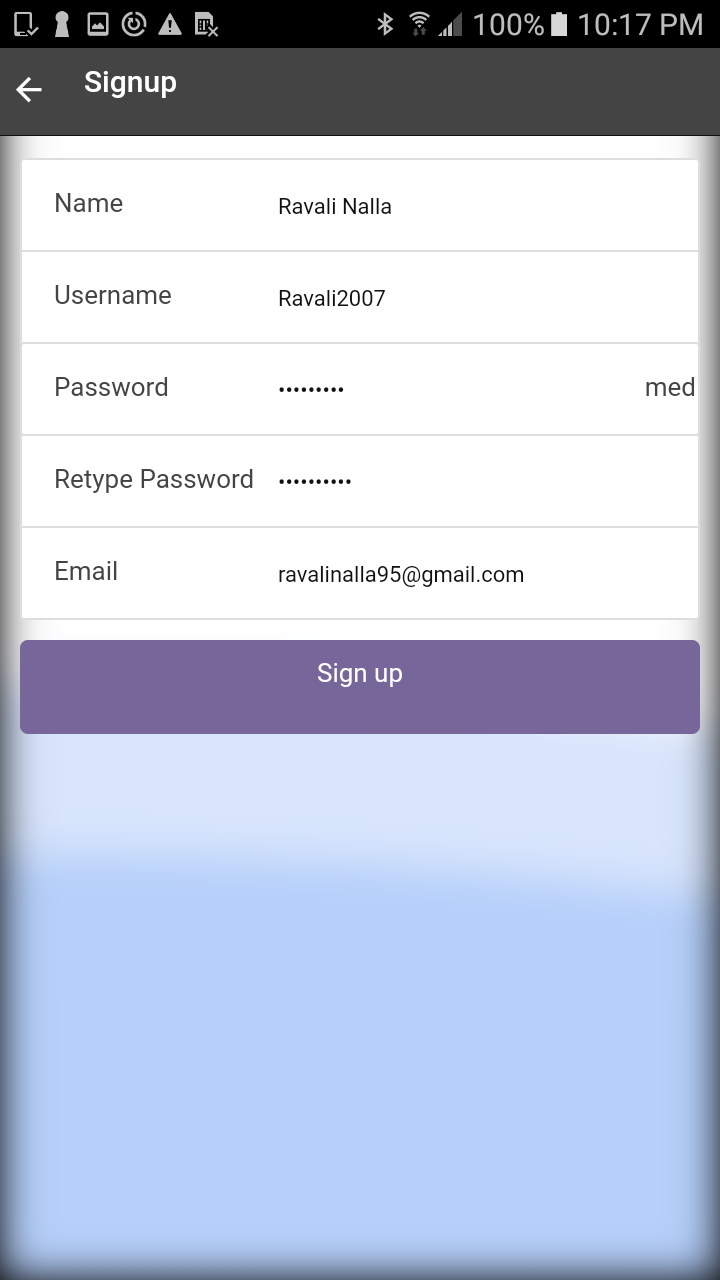 100% 10:17 PM
Signup
Name Ravali Nalla
Username Ravali2007
Password ••••••••• med
Retype Password ••••••••••
Email ravalinalla95@gmail.com
Sign up